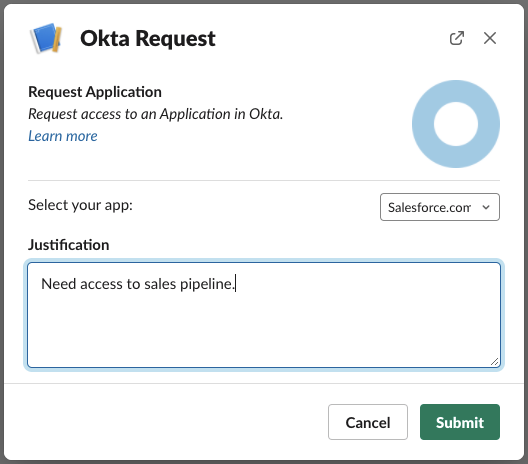 Okta Request
Request Application
Request access to an Application in Okta.
Learn more
Select your app:
Salesforce.com
Justification
Need access to sales pipeline.
Cancel
Submit